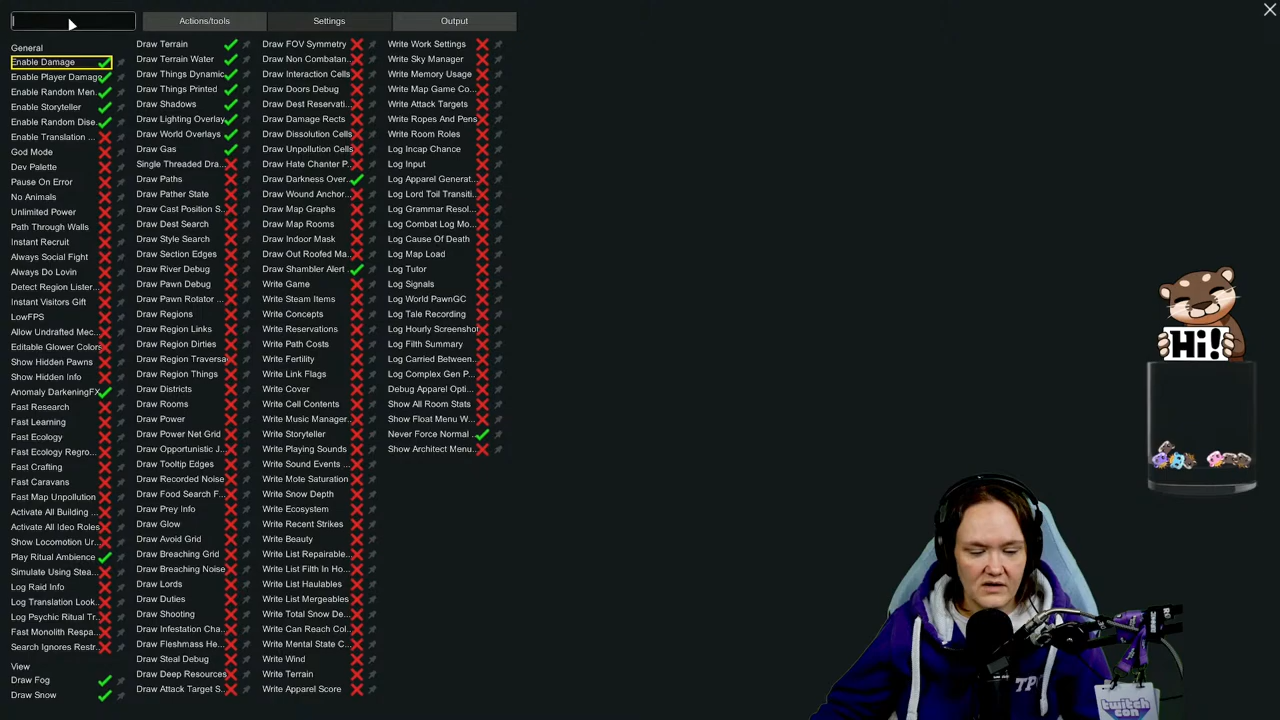 Actions/tools
Settings
Output
General
Enable Damage
Enable Player Damage
Enable Random Men...
Enable Storyteller
Enable Random Dise...
Enable Translation ...
God Mode
Dev Palette
Pause On Error
No Animals
Unlimited Power
Path Through Walls
Instant Recruit
Always Social Fight
Always Do Lovin
Detect Region Lister...
Instant Visitors Gift
LowFPS
Allow Undrafted Mec...
Editable Glower Colors
Show Hidden Pawns
Show Hidden Info
Anomaly DarkeningFX
Fast Research
Fast Learning
Fast Ecology
Fast Ecology Regro...
Fast Crafting
Fast Caravans
Fast Map Unpollution
Activate All Building ...
Activate All Ideo Roles
Show Locomotion Ur...
Play Ritual Ambience
Simulate Using Stea...
Log Raid Info
Log Translation Look...
Log Psychic Ritual Tr...
Fast Monolith Respa...
Search Ignores Restr...
View
Draw Fog
Draw Snow
Draw Terrain
Draw Terrain Water
Draw Things Dynamic
Draw Things Printed
Draw Shadows
Draw Lighting Overlay
Draw World Overlays
Draw Gas
Single Threaded Dra...
Draw Paths
Draw Pather State
Draw Cast Position S...
Draw Dest Search
Draw Style Search
Draw Section Edges
Draw River Debug
Draw Pawn Debug
Draw Pawn Rotator ...
Draw Regions
Draw Region Links
Draw Region Dirties
Draw Region Traversa
Draw Region Things
Draw Districts
Draw Rooms
Draw Power
Draw Power Net Grid
Draw Opportunistic J...
Draw Tooltip Edges
Draw Recorded Noise
Draw Food Search F...
Draw Prey Info
Draw Glow
Draw Avoid Grid
Draw Breaching Grid
Draw Breaching Noise
Draw Lords
Draw Duties
Draw Shooting
Draw Infestation Cha...
Draw Fleshmass He...
Draw Steal Debug
Draw Deep Resources
Draw Attack Target S...
Draw FOV Symmetry
Draw Non Combatan...
Draw Interaction Cells
Draw Doors Debug
Draw Dest Reservati...
Draw Damage Rects
Draw Dissolution Cells
Draw Unpollution Cells
Draw Hate Chanter P...
Draw Darkness Over...
Draw Wound Anchor...
Draw Map Graphs
Draw Map Rooms
Draw Indoor Mask
Draw Out Roofed Ma...
Draw Shambler Alert ...
Write Game
Write Steam Items
Write Concepts
Write Reservations
Write Path Costs
Write Fertility
Write Link Flags
Write Cover
Write Cell Contents
Write Music Manager...
Write Storyteller
Write Playing Sounds
Write Sound Events ...
Write Mote Saturation
Write Snow Depth
Write Ecosystem
Write Recent Strikes
Write Beauty
Write List Repairable...
Write List Filth In Ho...
Write List Haulables
Write List Mergeables
Write Total Snow De...
Write Can Reach Col...
Write Mental State C...
Write Wind
Write Terrain
Write Apparel Score
Write Work Settings
Write Sky Manager
Write Memory Usage
Write Map Game Co...
Write Attack Targets
Write Ropes And Pens
Write Room Roles
Log Incap Chance
Log Input
Log Apparel Generat...
Log Lord Toil Transiti...
Log Grammar Resol...
Log Combat Log Mo...
Log Cause Of Death
Log Map Load
Log Tutor
Log Signals
Log World PawnGC
Log Tale Recording
Log Hourly Screenshot
Log Filth Summary
Log Carried Between...
Log Complex Gen P...
Debug Apparel Opti...
Show All Room Stats
Show Float Menu W...
Never Force Normal ...
Show Architect Menu...
Hi!
TP
twitch
con